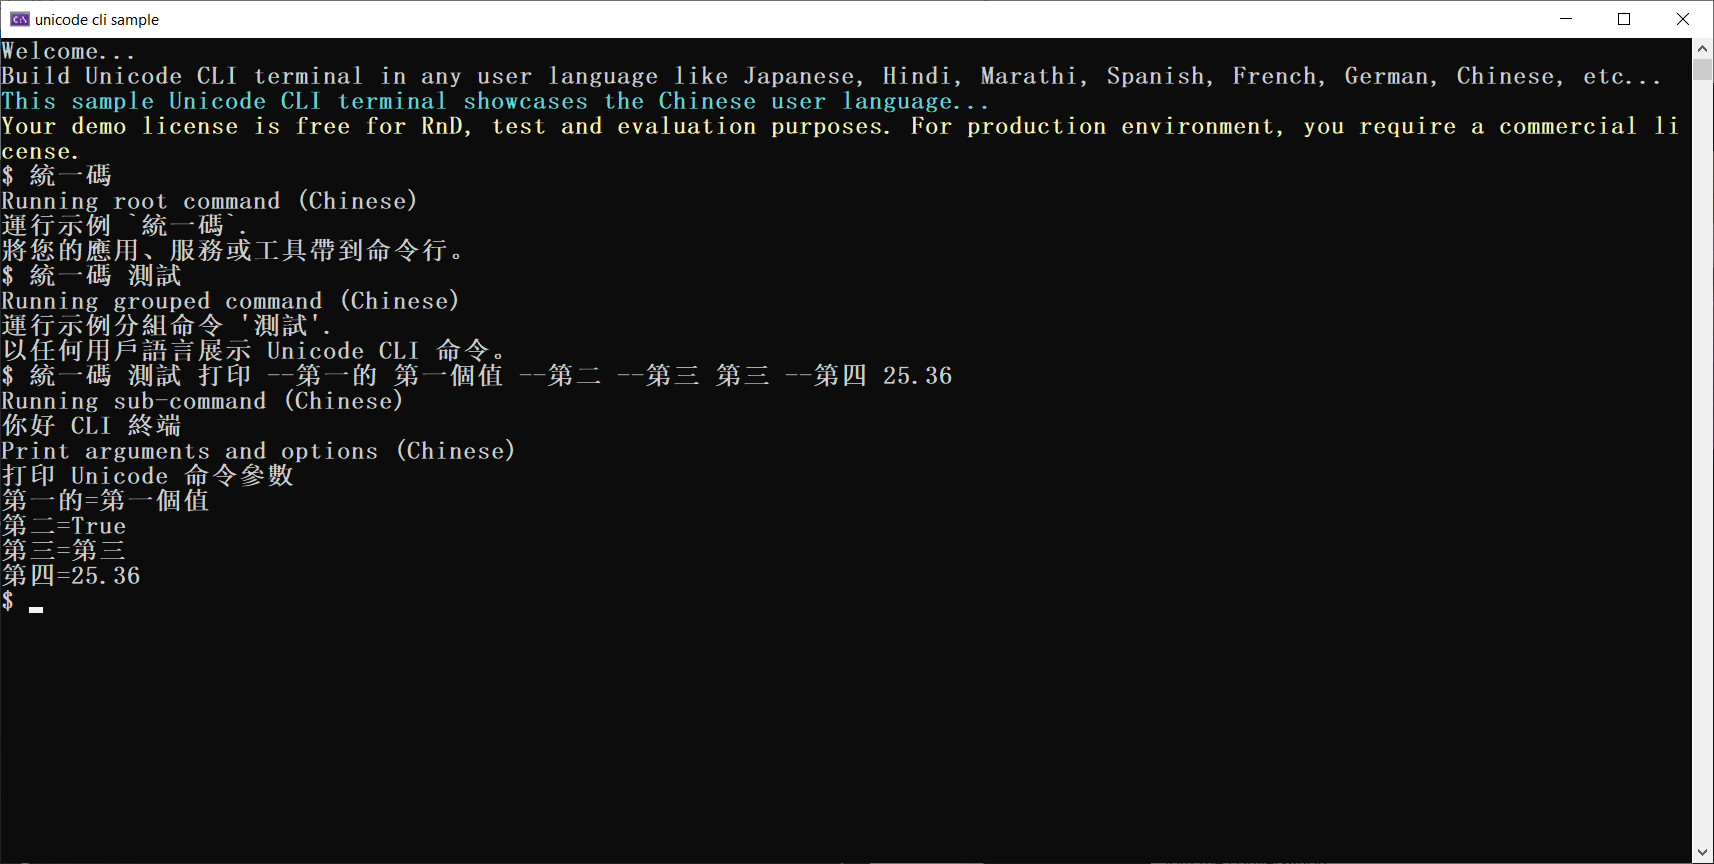 unicode cli sample
Welcome...
Build Unicode CLI terminal in any user language like Japanese, Hindi, Marathi, Spanish, French, German, Chinese, etc...
This sample Unicode CLI terminal showcases the Chinese user language...
Your demo license is free for RnD, test and evaluation purposes. For production environment, you require a commercial li
cense.
$ 統一碼
Running root command (Chinese)
運行示例 `統一碼`.
將您的應用、服務或工具帶到命令行。
$ 統一碼 測試
Running grouped command (Chinese)
運行示例分組命令 '測試'.
以任何用戶語言展示 Unicode CLI 命令。
$ 統一碼 測試 打印 --第一的 第一個值 --第二 --第三 第三 --第四 25.36
Running sub-command (Chinese)
你好 CLI 終端
Print arguments and options (Chinese)
打印 Unicode 命令參數
第一的=第一個值
第二=True
第三=第三
第四=25.36
$